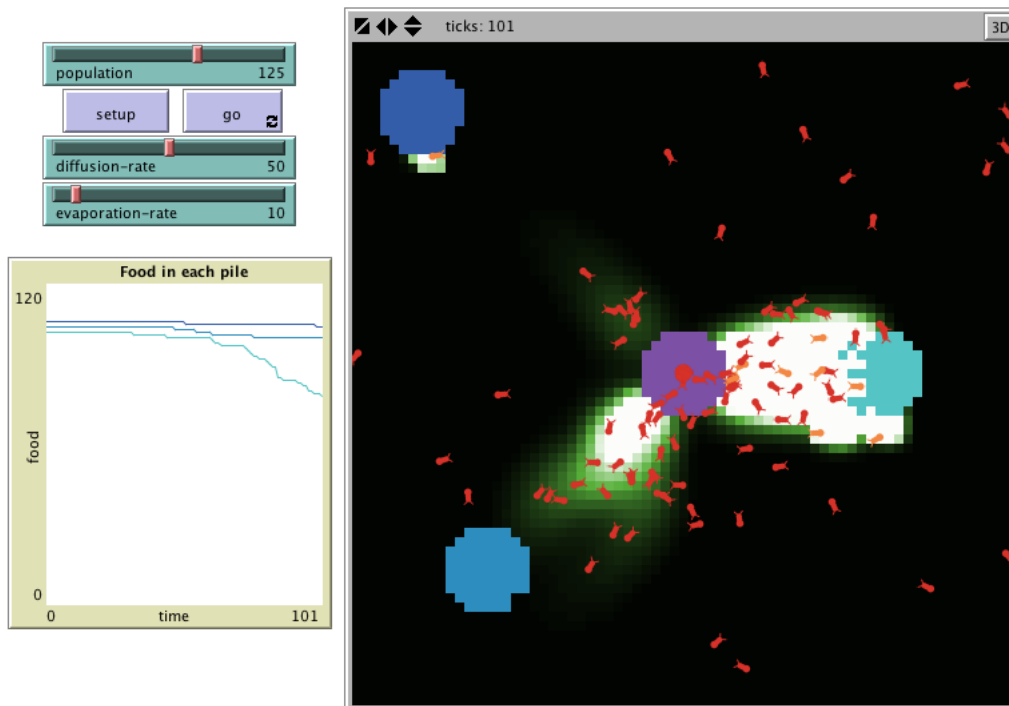 ticks: 101
3D
population 125
setup
go
diffusion-rate 50
evaporation-rate 10
Food in each pile
120
food
0
0 time 101